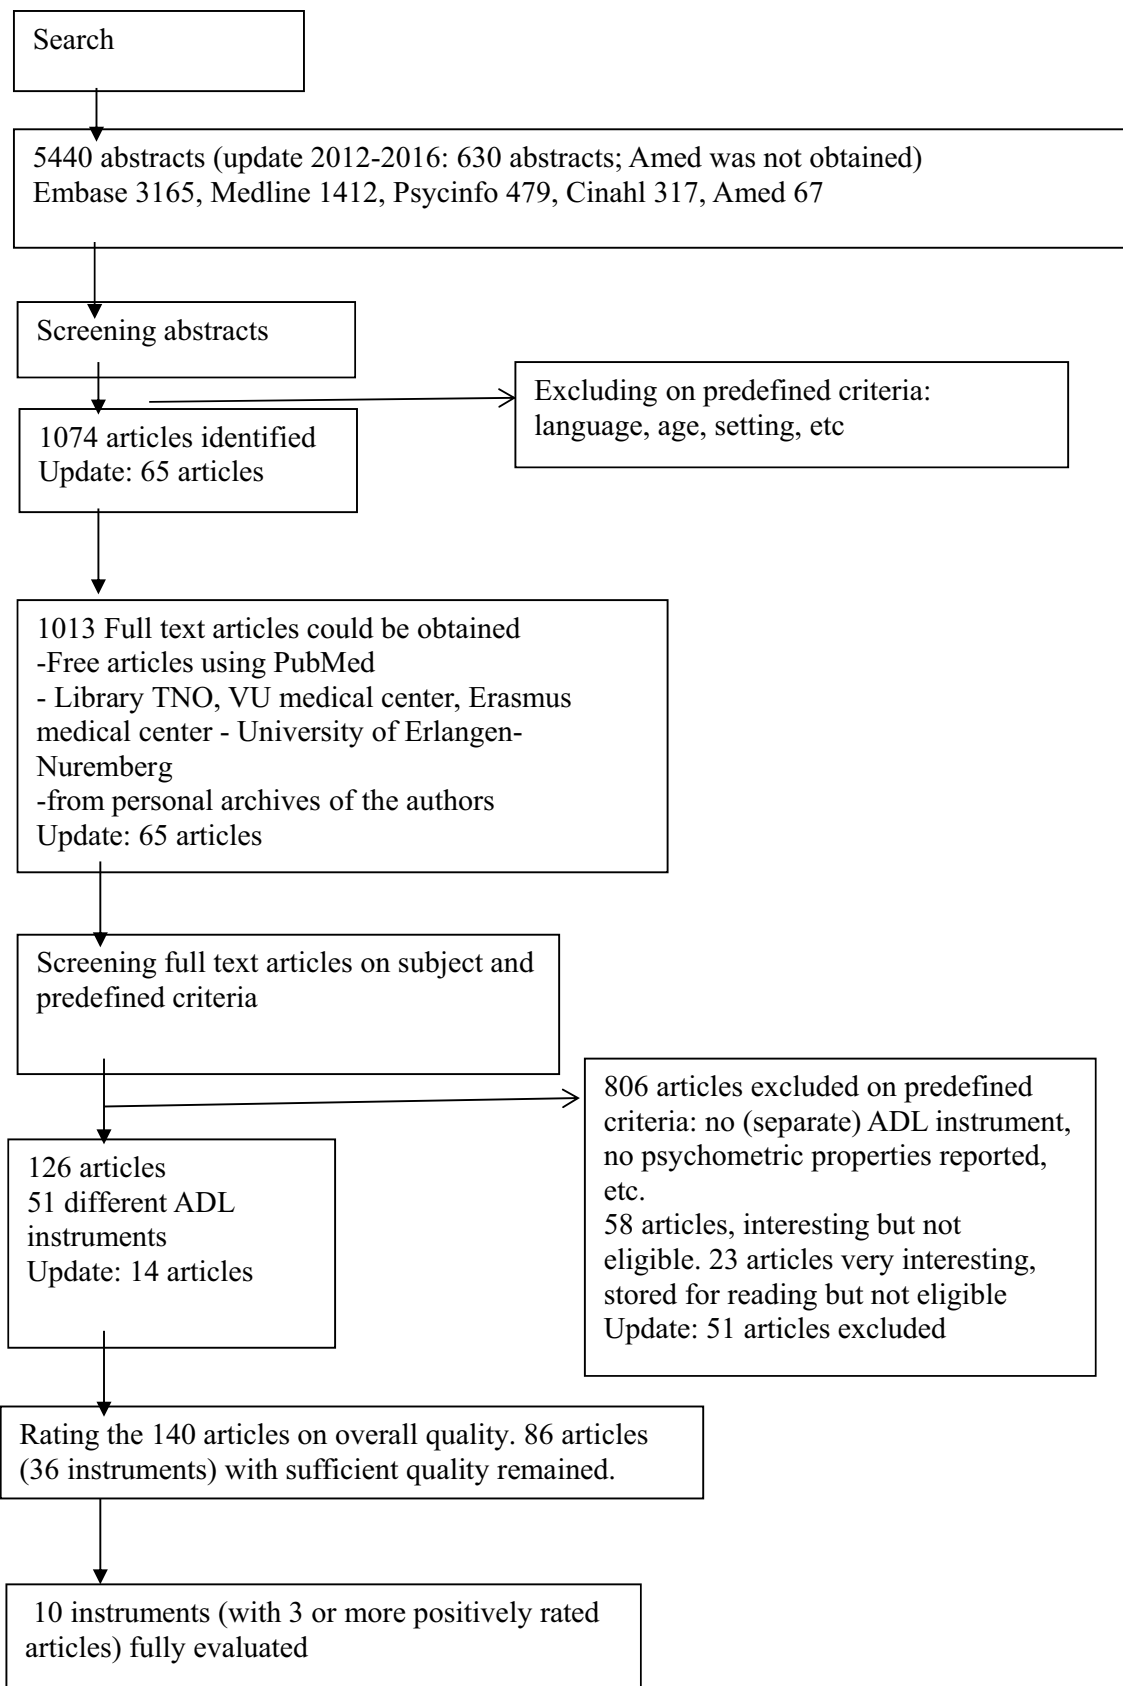 Search
5440 abstracts (update 2012-2016: 630 abstracts; Amed was not obtained)
Embase 3165, Medline 1412, Psycinfo 479, Cinahl 317, Amed 67
Screening abstracts
Excluding on predefined criteria:
language, age, setting, etc
1074 articles identified
Update: 65 articles
1013 Full text articles could be obtained
-Free articles using PubMed
- Library TNO, VU medical center, Erasmus
medical center - University of Erlangen-
Nuremberg
-from personal archives of the authors
Update: 65 articles
Screening full text articles on subject and
predefined criteria
806 articles excluded on predefined
criteria: no (separate) ADL instrument,
no psychometric properties reported,
etc.
58 articles, interesting but not
eligible. 23 articles very interesting,
stored for reading but not eligible
Update: 51 articles excluded
126 articles
51 different ADL
instruments
Update: 14 articles
Rating the 140 articles on overall quality. 86 articles
(36 instruments) with sufficient quality remained.
10 instruments (with 3 or more positively rated
articles) fully evaluated